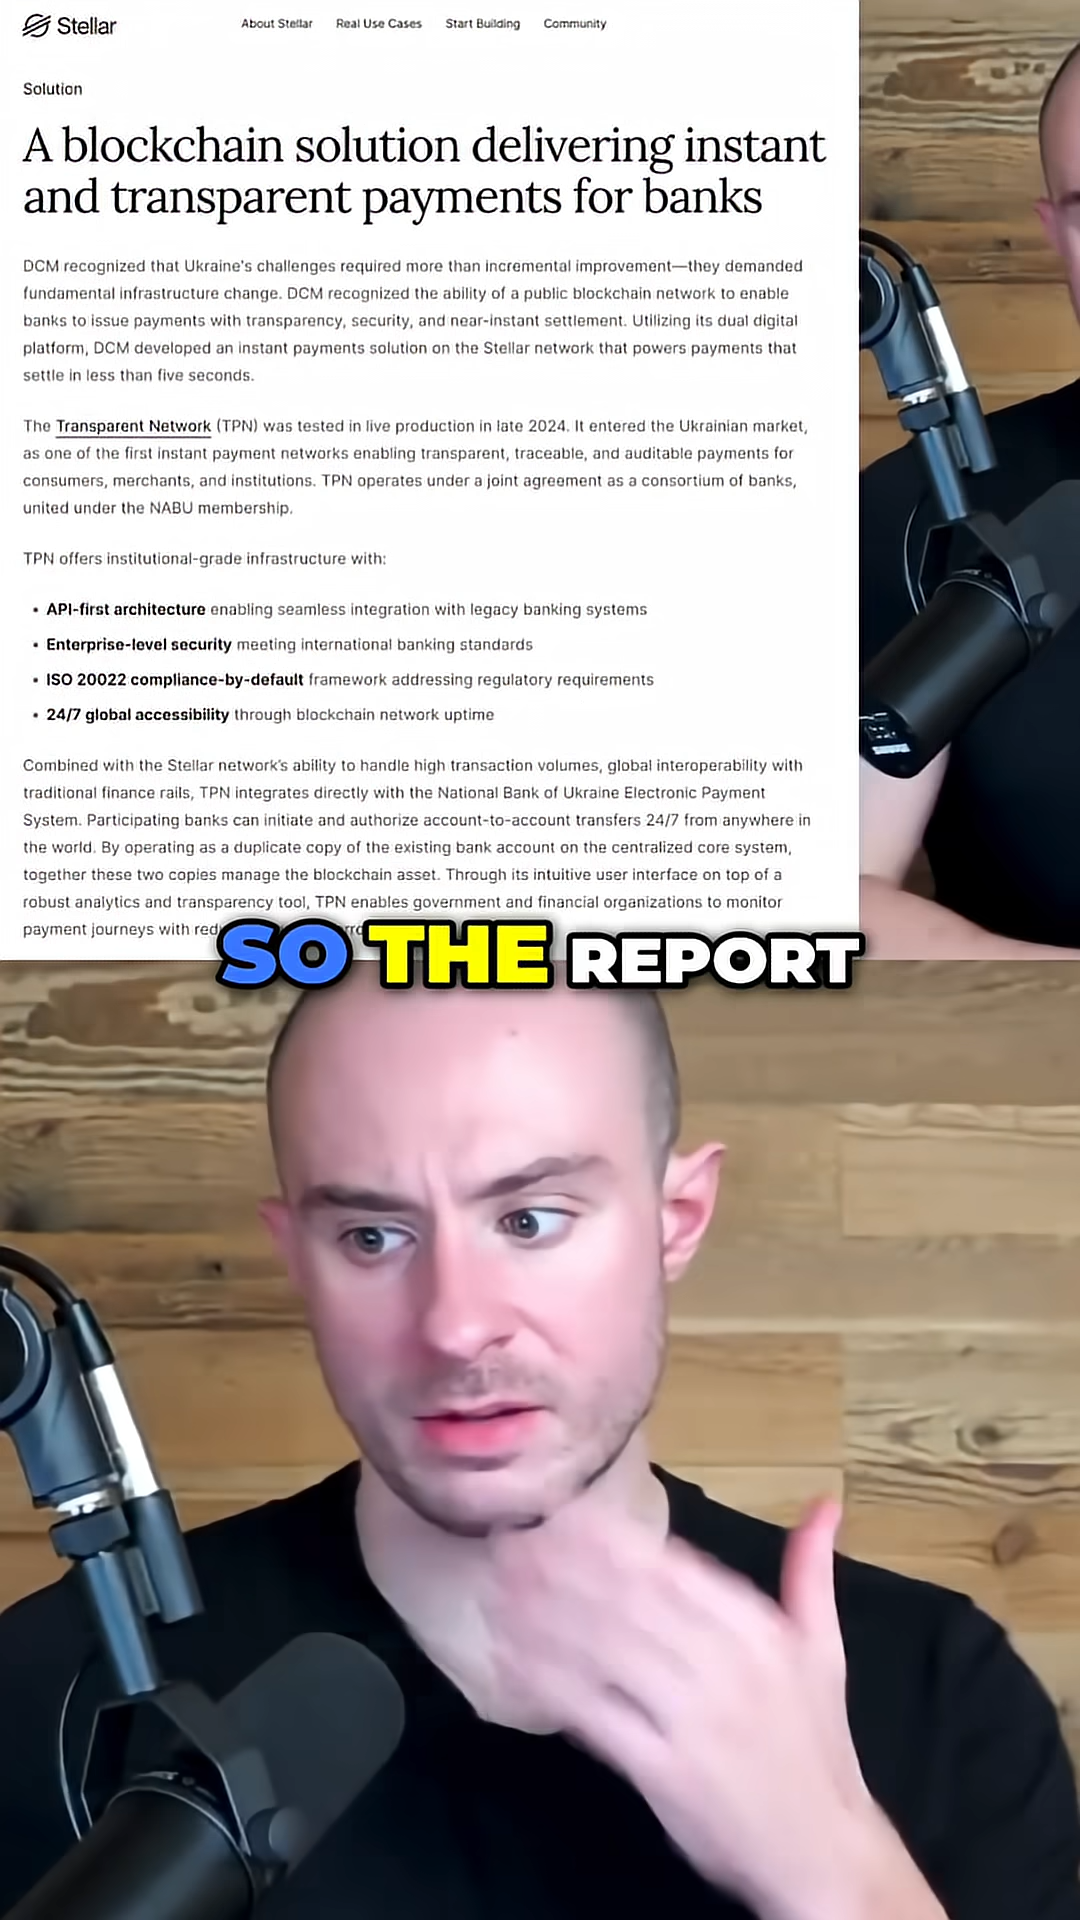 Stellar
About Stellar Real Use Cases Start Building Community
Solution
A blockchain solution delivering instant
and transparent payments for banks
DCM recognized that Ukraine's challenges required more than incremental improvement—they demanded
fundamental infrastructure change. DCM recognized the ability of a public blockchain network to enable
banks to issue payments with transparency, security, and near-instant settlement. Utilizing its dual digital
platform, DCM developed an instant payments solution on the Stellar network that powers payments that
settle in less than five seconds.
The Transparent Network (TPN) was tested in live production in late 2024. It entered the Ukrainian market,
as one of the first instant payment networks enabling transparent, traceable, and auditable payments for
consumers, merchants, and institutions. TPN operates under a joint agreement as a consortium of banks,
united under the NABU membership.
TPN offers institutional-grade infrastructure with:
• API-first architecture enabling seamless integration with legacy banking systems
• Enterprise-level security meeting international banking standards
• ISO 20022 compliance-by-default framework addressing regulatory requirements
• 24/7 global accessibility through blockchain network uptime
Combined with the Stellar network's ability to handle high transaction volumes, global interoperability with
traditional finance rails, TPN integrates directly with the National Bank of Ukraine Electronic Payment
System. Participating banks can initiate and authorize account-to-account transfers 24/7 from anywhere in
the world. By operating as a duplicate copy of the existing bank account on the centralized core system,
together these two copies manage the blockchain asset. Through its intuitive user interface on top of a
robust analytics and transparency tool, TPN enables government and financial organizations to monitor
payment journeys with
SO THE REPORT